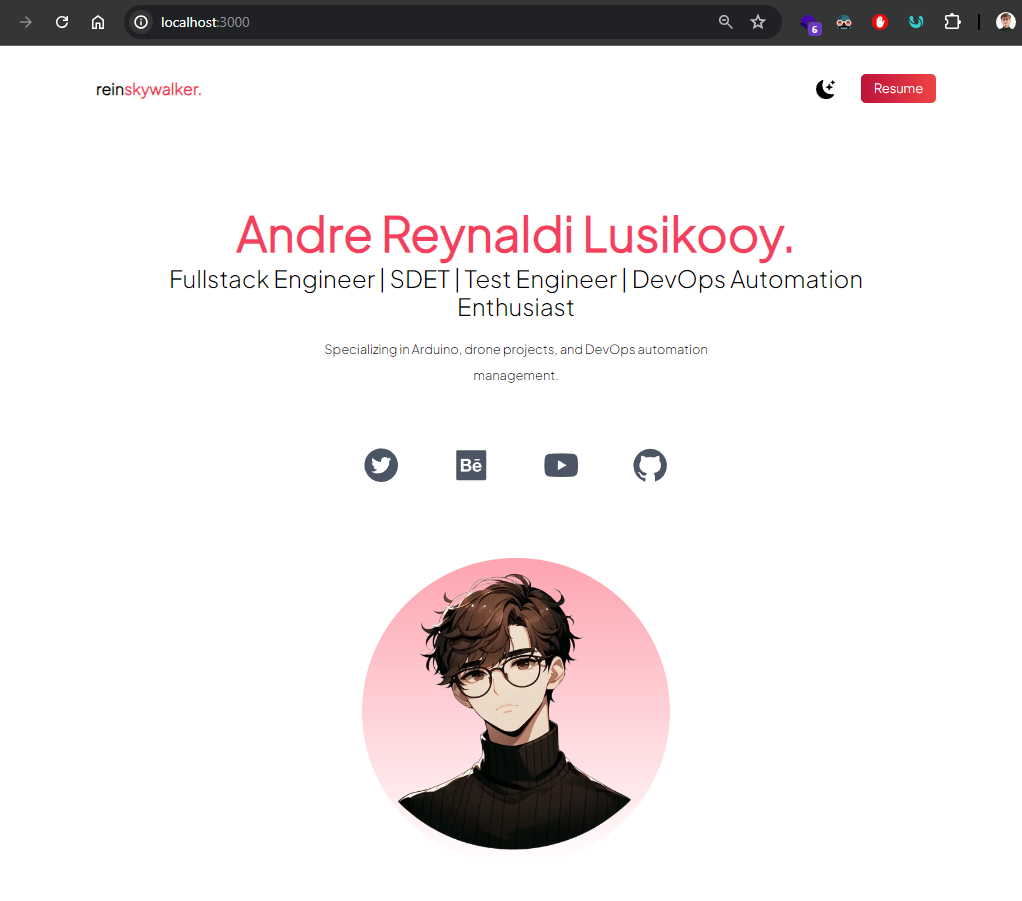 localhost:3000
6
reinskywalker.
Resume
Andre Reynaldi Lusikooy.
Fullstack Engineer | SDET | Test Engineer | DevOps Automation
Enthusiast
Specializing in Arduino, drone projects, and DevOps automation
management.
Bē